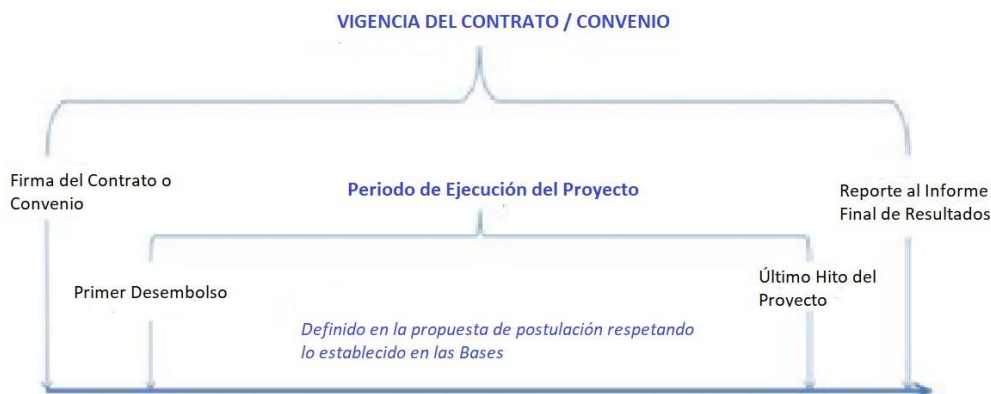 VIGENCIA DEL CONTRATO / CONVENIO
Firma del Contrato o
Convenio
Periodo de Ejecución del Proyecto
Reporte al Informe
Final de Resultados
Primer Desembolso
Último Hito del
Proyecto
Definido en la propuesta de postulación respetando
lo establecido en las Bases